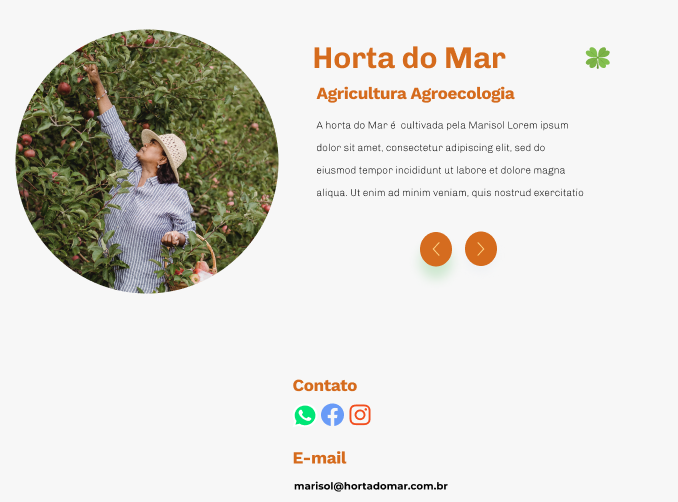 Horta do Mar
Agricultura Agroecologia
A horta do Mar é cultivada pela Marisol Lorem ipsum
dolor sit amet, consectetur adipiscing elit, sed do
eiusmod tempor incididunt ut labore et dolore magna
aliqua. Ut enim ad minim veniam, quis nostrud exercitatio
Contato
E-mail
marisol@hortadomar.com.br